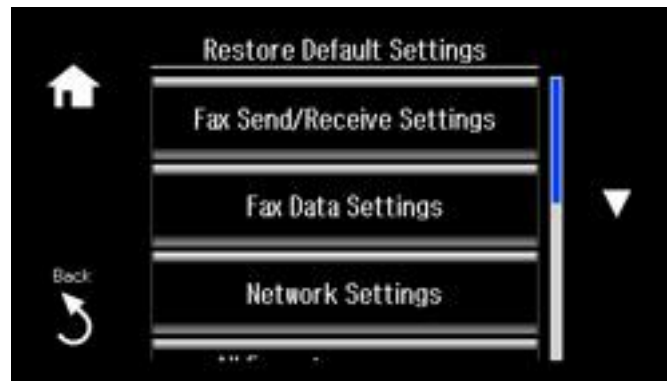 Restore Default Settings
Fax Send/Receive Settings
Fax Data Settings
Back
Network Settings